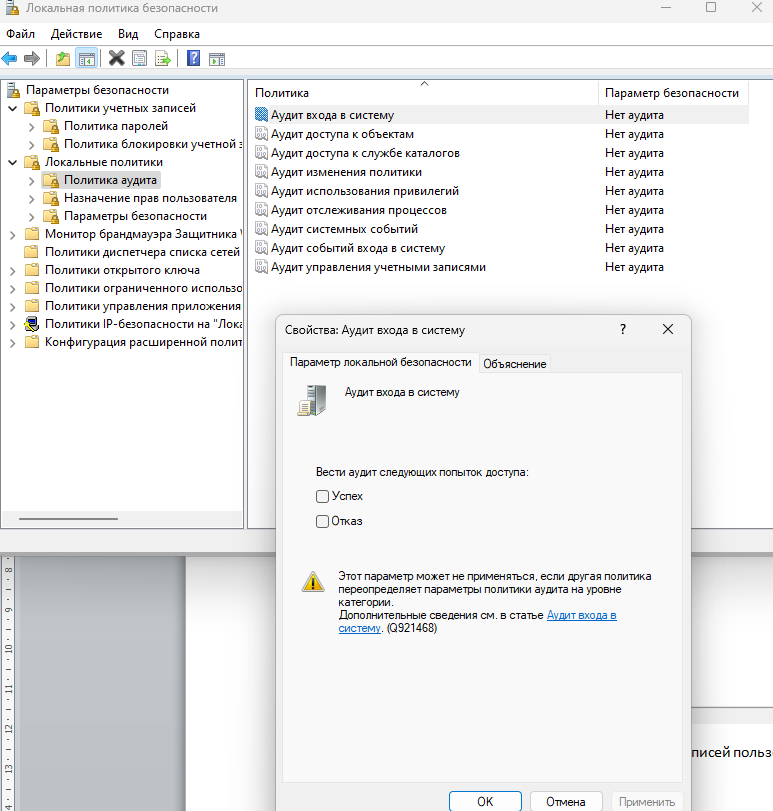 Локальная политика безопасности
Файл Действие Вид Справка
Параметры безопасности
Политики учетных записей
Политика паролей
Политика блокировки учетной з
Локальные политики
Политика аудита
Назначение прав пользователя
Параметры безопасности
Монитор брандмауэра Защитника
Политики диспетчера списка сетей
Политики открытого ключа
Политики ограниченного использо
Политики управления приложения
Политики IP-безопасности на "Лока
Конфигурация расширенной полит
Политика Параметр безопасности
Аудит входа в систему Нет аудита
Аудит доступа к объектам Нет аудита
Аудит доступа к службе каталогов Нет аудита
Аудит изменения политики Нет аудита
Аудит использования привилегий Нет аудита
Аудит отслеживания процессов Нет аудита
Аудит системных событий Нет аудита
Аудит событий входа в систему Нет аудита
Аудит управления учетными записями Нет аудита
Свойства: Аудит входа в систему ?
Параметр локальной безопасности Объяснение
Аудит входа в систему
Вести аудит следующих попыток доступа:
Успех
Отказ
Этот параметр может не применяться, если другая политика
переопределяет параметры политики аудита на уровне
категории.
Дополнительные сведения см. в статье Аудит входа в
систему. (Q921468)
OK Отмена Применить
8
9
10
11
12
13
писей польз